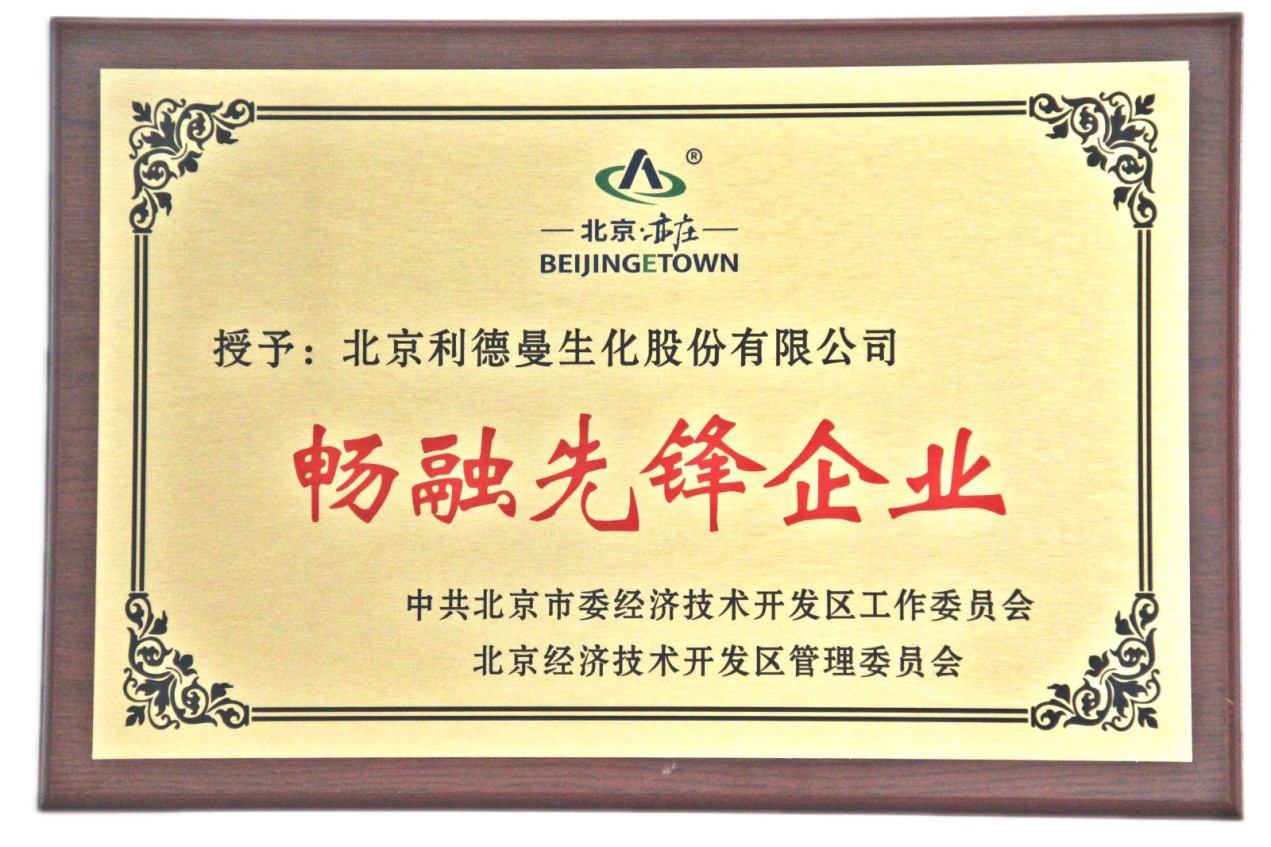 ®
— 北京·亦庄 —
BEIJINGETOWN
授予：北京利德曼生化股份有限公司
畅融先锋企业
中共北京市委经济技术开发区工作委员会
北京经济技术开发区管理委员会